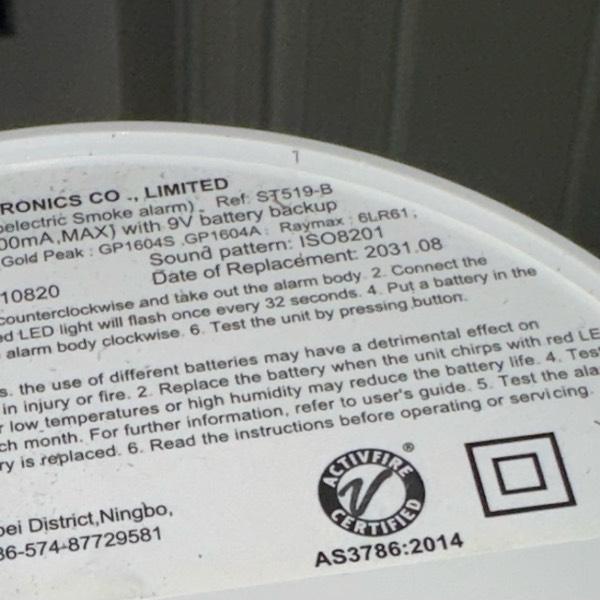 RONICS CO ., LIMITED
electric Smoke alarm) . Ref: ST519-B
00mA,MAX) with 9V battery backup
Gold Peak : GP1604S ,GP1604A : Raymax : 6LR61,
Sound pattern: ISO8201
Date of Replacement: 2031.08
10820
counterclockwise and take out the alarm body. 2. Connect the
ed LED light will flash once every 32 seconds. 4. Put a battery in the
alarm body clockwise. 6. Test the unit by pressing button.
s. the use of different batteries may have a detrimental effect on
in injury or fire. 2. Replace the battery when the unit chirps with red LE
r low temperatures or high humidity may reduce the battery life. 4. Test
ch month. For further information, refer to user's guide. 5. Test the ala
ry is replaced. 6. Read the instructions before operating or servicing.
ACTIVFIRE ®
CERTIFIED
bei District,Ningbo,
86-574-87729581
AS3786:2014